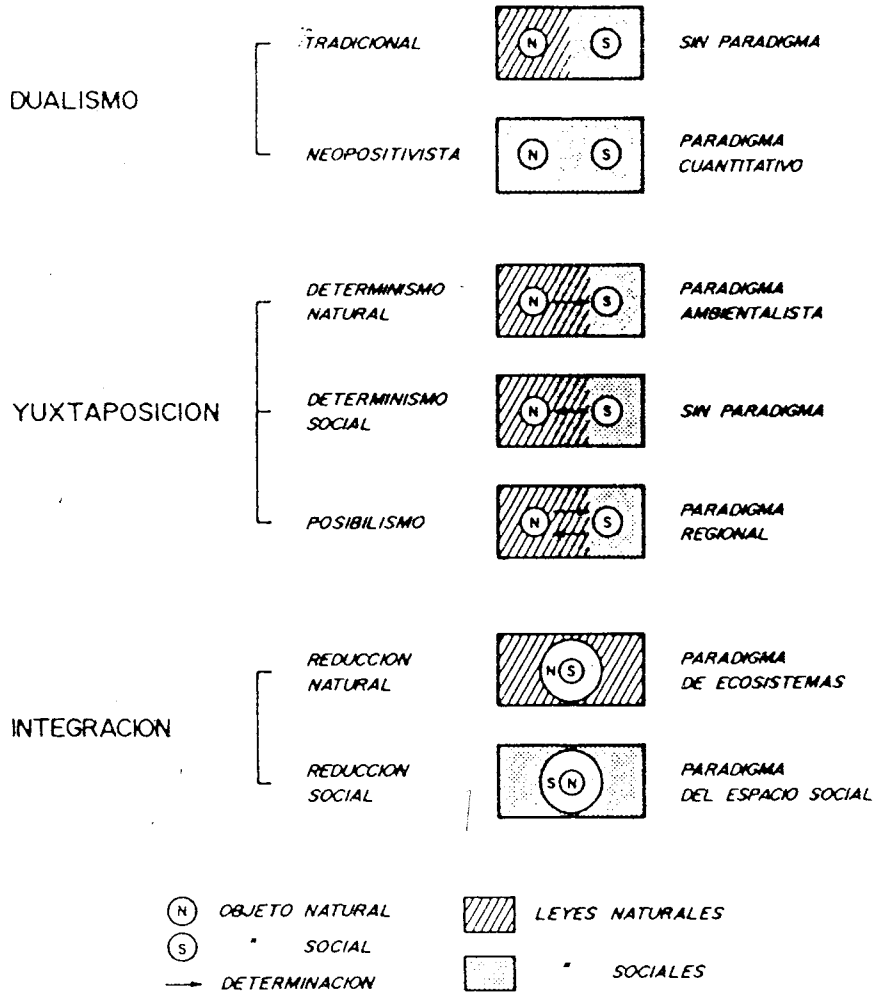 TRADICIONAL
N
S
SIN PARADIGMA
DUALISMO
NEOPOSITIVISTA
N
S
PARADIGMA
CUANTITATIVO
DETERMINISMO
NATURAL
N
S
PARADIGMA
AMBIENTALISTA
YUXTAPOSICION
DETERMINISMO
SOCIAL
N
S
SIN PARADIGMA
POSIBILISMO
N
S
PARADIGMA
REGIONAL
INTEGRACION
REDUCCION
NATURAL
N S
PARADIGMA
DE ECOSISTEMAS
REDUCCION
SOCIAL
S N
PARADIGMA
DEL ESPACIO SOCIAL
N OBJETO NATURAL
S " SOCIAL
DETERMINACION
LEYES NATURALES
" SOCIALES